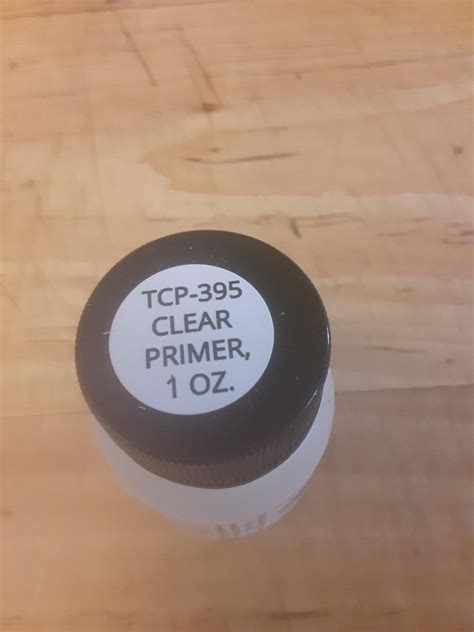 TCP-395
CLEAR
PRIMER,
1 OZ.